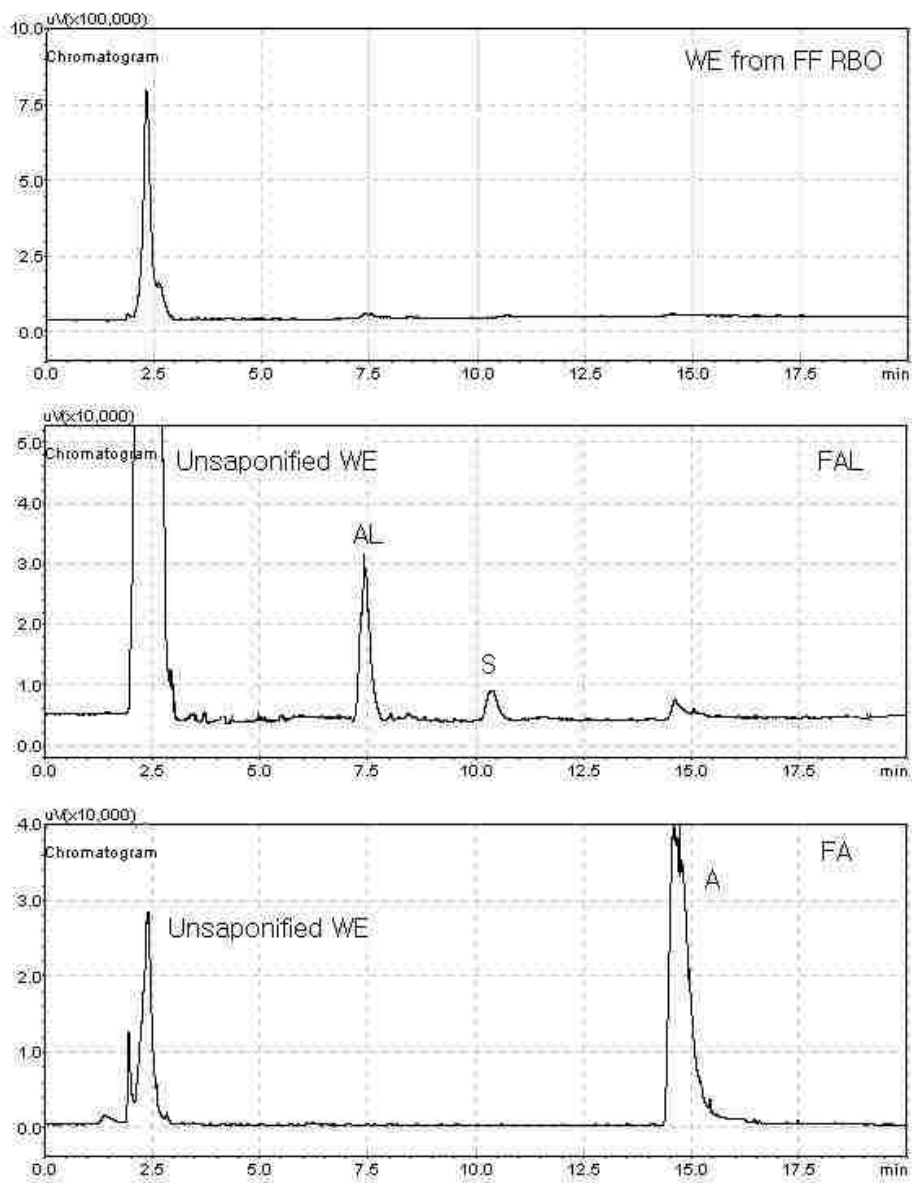 uV(x100,000)
10.0
Chromatogram
WE from FF RBO
7.5
5.0
2.5
0.0
0.0 2.5 5.0 7.5 10.0 12.5 15.0 17.5 min
uV(x10,000)
5.0
Chromatogram
Unsaponified WE
FAL
4.0
AL
3.0
2.0
S
1.0
0.0
0.0 2.5 5.0 7.5 10.0 12.5 15.0 17.5 min
uV(x10,000)
4.0
Chromatogram
FA
A
3.0
Unsaponified WE
2.0
1.0
0.0
0.0 2.5 5.0 7.5 10.0 12.5 15.0 17.5 min